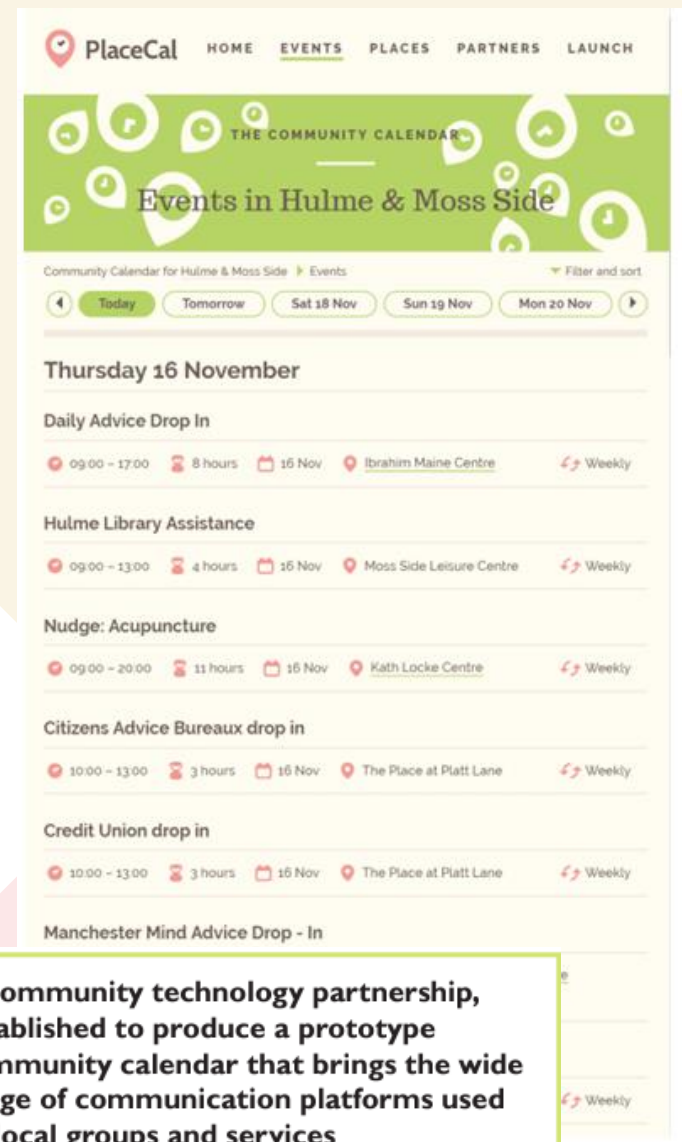 PlaceCal HOME EVENTS PLACES PARTNERS LAUNCH
THE COMMUNITY CALENDAR
Events in Hulme & Moss Side
Community Calendar for Hulme & Moss Side Events Filter and sort
Today Tomorrow Sat 18 Nov Sun 19 Nov Mon 20 Nov
Thursday 16 November
Daily Advice Drop In
09:00 – 17:00 8 hours 16 Nov Ibrahim Maine Centre Weekly
Hulme Library Assistance
09:00 – 13:00 4 hours 16 Nov Moss Side Leisure Centre Weekly
Nudge: Acupuncture
09:00 – 20:00 11 hours 16 Nov Kath Locke Centre Weekly
Citizens Advice Bureaux drop in
10:00 – 13:00 3 hours 16 Nov The Place at Platt Lane Weekly
Credit Union drop in
10:00 – 13:00 3 hours 16 Nov The Place at Platt Lane Weekly
Manchester Mind Advice Drop - In
ommunity technology partnership,
ablished to produce a prototype
mmunity calendar that brings the wide
ge of communication platforms used
Weekly
local groups and services